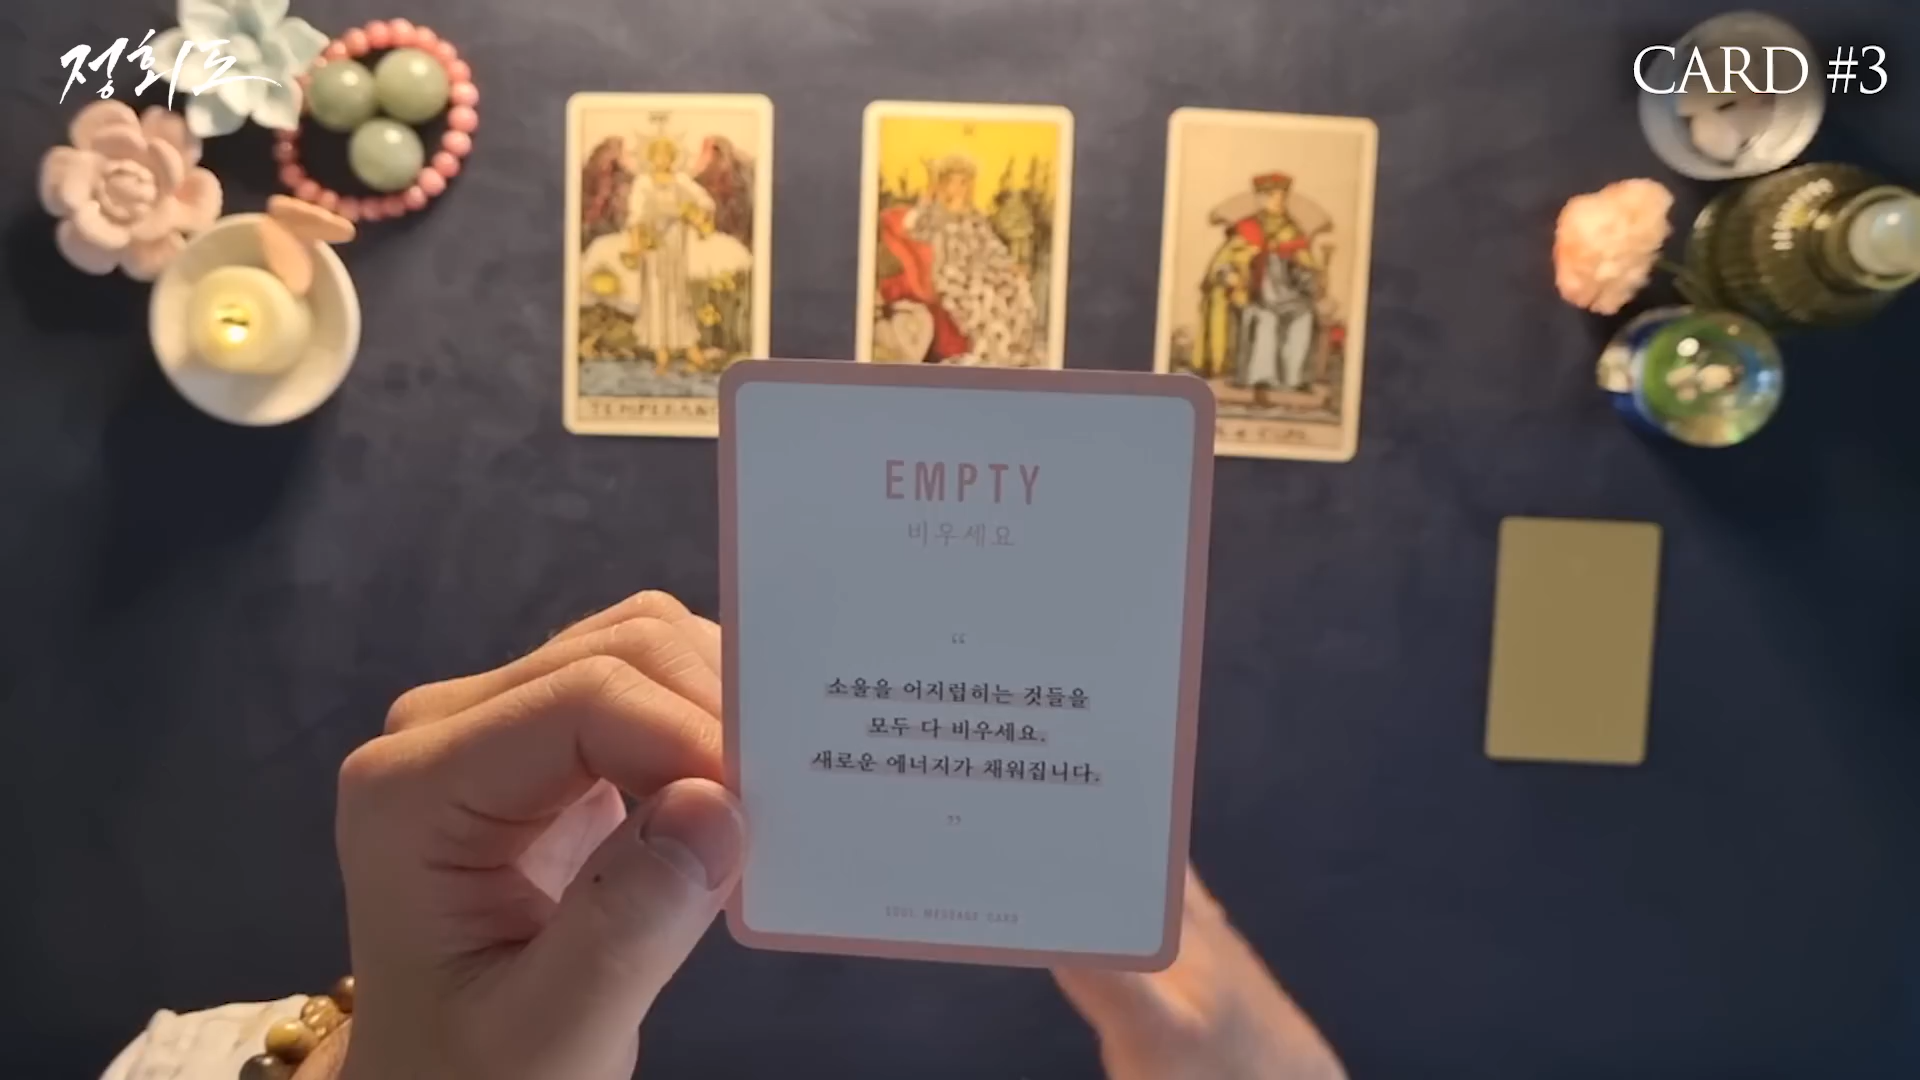 정회도
CARD #3
EMPTY
비우세요
“
소울을 어지럽히는 것들을
모두 다 비우세요.
새로운 에너지가 채워집니다.
”
SOUL MESSAGE CARD